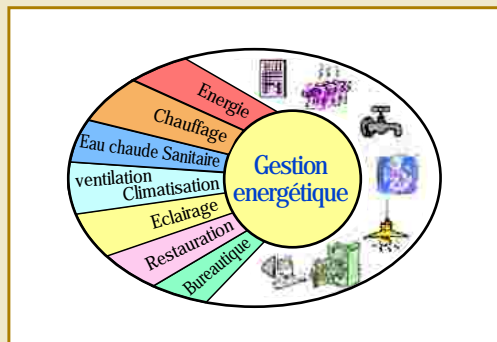 Energie
Chauffage
Eau chaude Sanitaire
ventilation
Climatisation
Eclairage
Restauration
Bureautique
Gestion
energétique